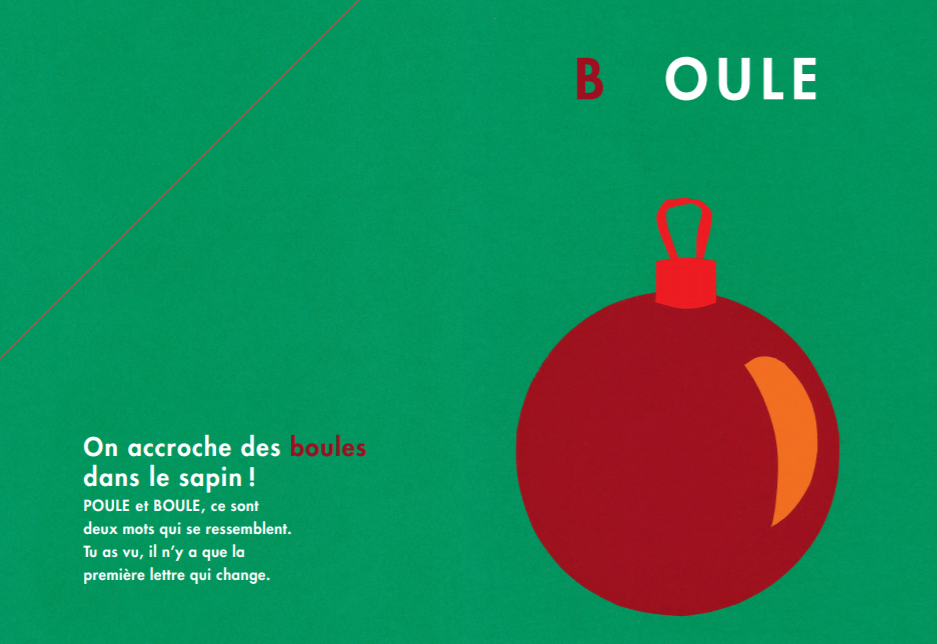 B OULE
On accroche des boules
dans le sapin !
POULE et BOULE, ce sont
deux mots qui se ressemblent.
Tu as vu, il n'y a que la
première lettre qui change.